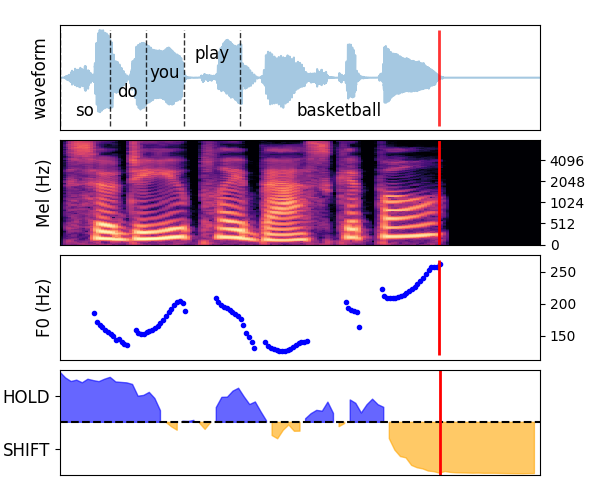 waveform
so
do
you
play
basketball
Mel (Hz)
4096
2048
1024
512
0
F0 (Hz)
250
200
150
HOLD
SHIFT